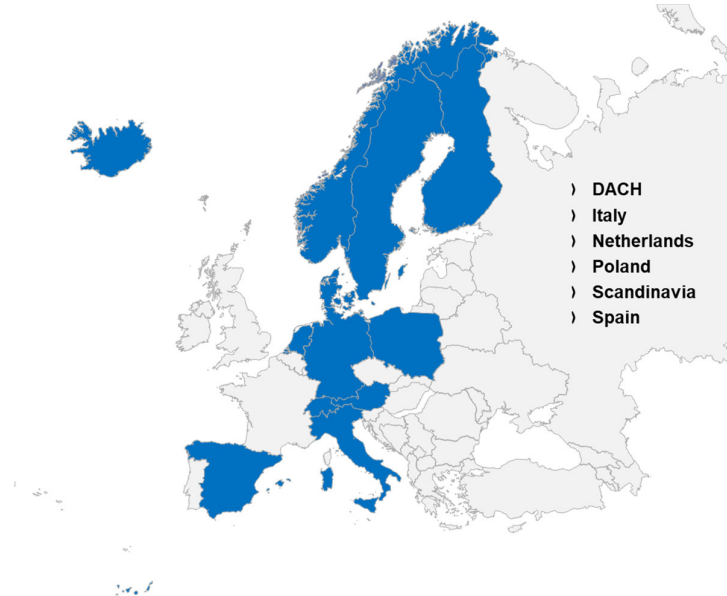 ❭ DACH
❭ Italy
❭ Netherlands
❭ Poland
❭ Scandinavia
❭ Spain